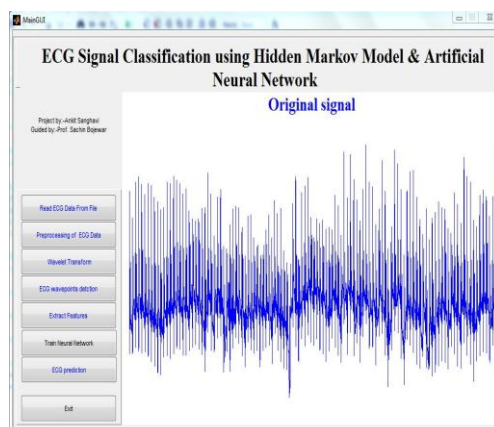 MainGUI
ECG Signal Classification using Hidden Markov Model & Artificial
Neural Network
Project by:-Ankit Sanghavi
Guided by:-Prof. Sachin Bojewar
Original signal
Read ECG Data From File
Preprocessing of ECG Data
Wavelet Transform
ECG wavepoints detction
Extract Features
Train Neural Network
ECG prediction
Exit